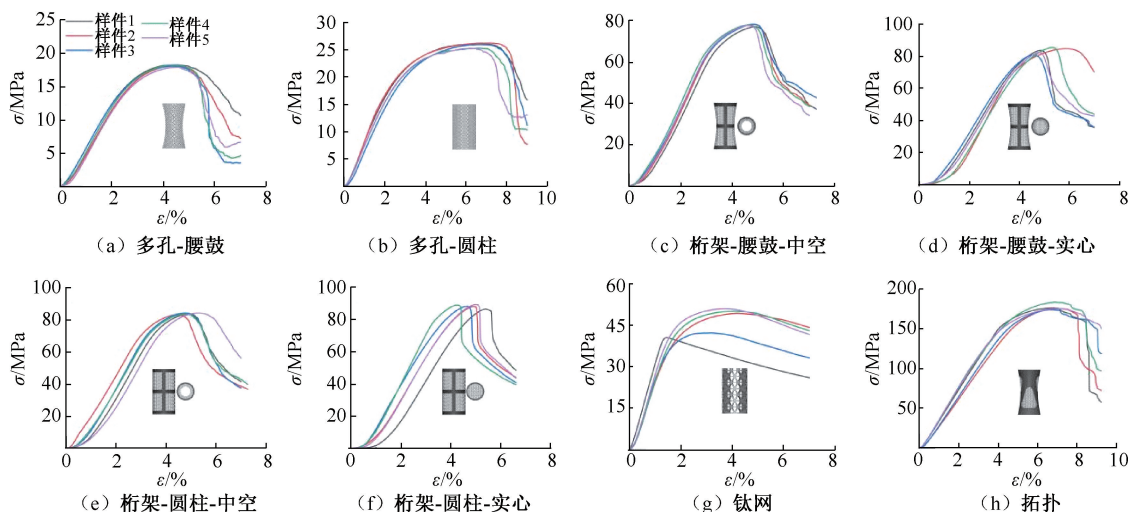 样件1 样件4
样件2 样件5
样件3
σ/MPa
25
20
15
10
5
0 2 4 6 8
ε/%
(a) 多孔-腰鼓
σ/MPa
30
25
20
15
10
5
0 2 4 6 8 10
ε/%
(b) 多孔-圆柱
σ/MPa
80
60
40
20
0 2 4 6 8
ε/%
(c) 桁架-腰鼓-中空
σ/MPa
100
80
60
40
20
0 2 4 6 8
ε/%
(d) 桁架-腰鼓-实心
σ/MPa
100
80
60
40
20
0 2 4 6 8
ε/%
(e) 桁架-圆柱-中空
σ/MPa
100
80
60
40
20
0 2 4 6 8
ε/%
(f) 桁架-圆柱-实心
σ/MPa
60
45
30
15
0 2 4 6 8
ε/%
(g) 钛网
σ/MPa
200
150
100
50
0 2 4 6 8 10
ε/%
(h) 拓扑